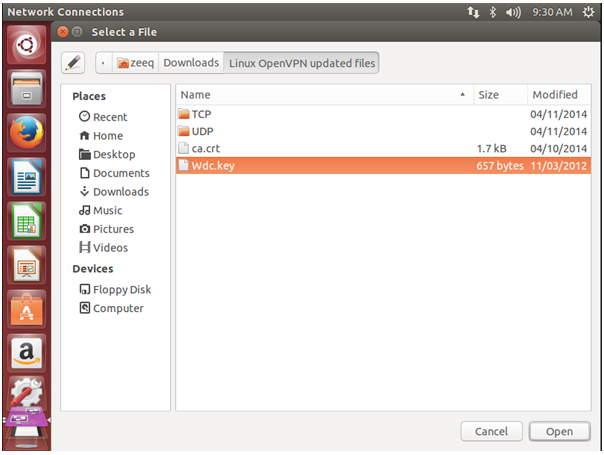 Network Connections 9:30 AM
Select a File
zeeq Downloads Linux OpenVPN updated files
Places
Recent
Home
Desktop
Documents
Downloads
Music
Pictures
Videos
Devices
Floppy Disk
Computer
Name Size Modified
TCP 04/11/2014
UDP 04/11/2014
ca.crt 1.7 kB 04/10/2014
Wdc.key 657 bytes 11/03/2012
Cancel Open